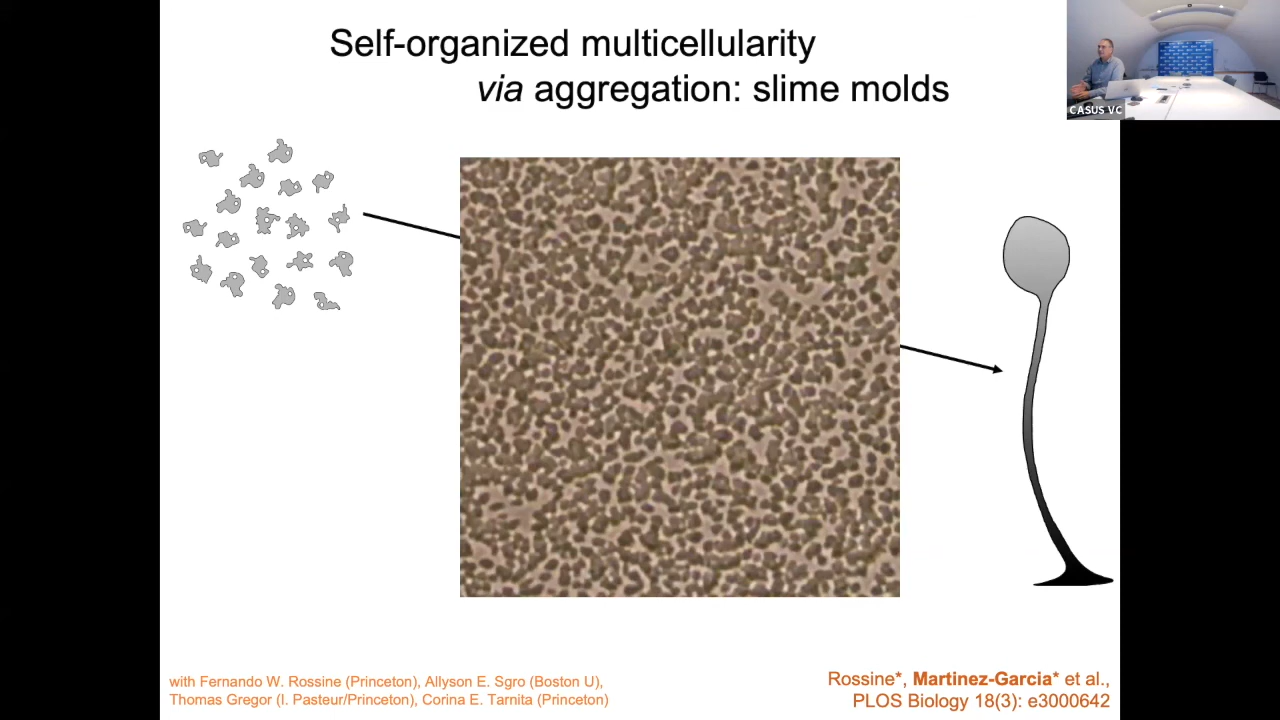 Self-organized multicellularity
via aggregation: slime molds
CASUS VC
with Fernando W. Rossine (Princeton), Allyson E. Sgro (Boston U),
Thomas Gregor (I. Pasteur/Princeton), Corina E. Tarnita (Princeton)
Rossine*, Martinez-Garcia* et al.,
PLOS Biology 18(3): e3000642